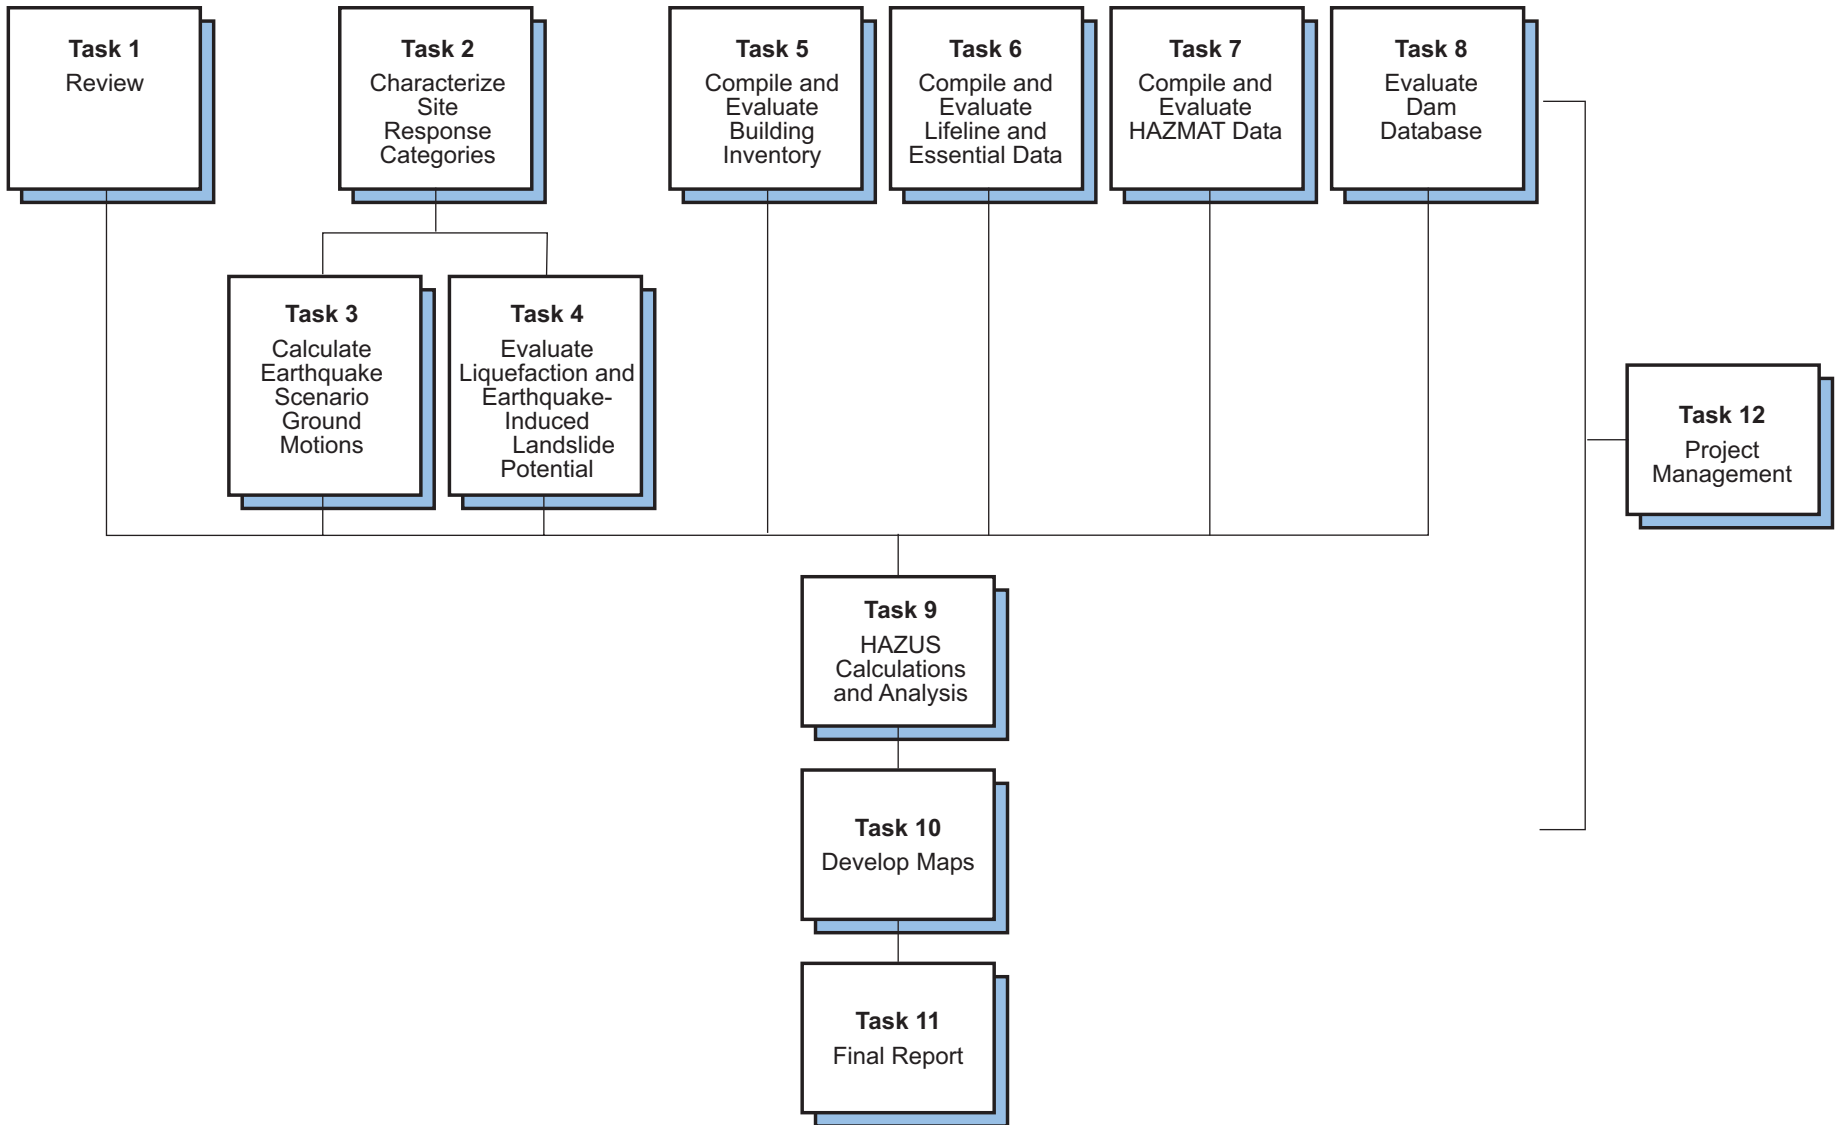 Task 1
Review
Task 2
Characterize
Site
Response
Categories
Task 5
Compile and
Evaluate
Building
Inventory
Task 6
Compile and
Evaluate
Lifeline and
Essential Data
Task 7
Compile and
Evaluate
HAZMAT Data
Task 8
Evaluate
Dam
Database
Task 3
Calculate
Earthquake
Scenario
Ground
Motions
Task 4
Evaluate
Liquefaction and
Earthquake-
Induced
Landslide
Potential
Task 12
Project
Management
Task 9
HAZUS
Calculations
and Analysis
Task 10
Develop Maps
Task 11
Final Report